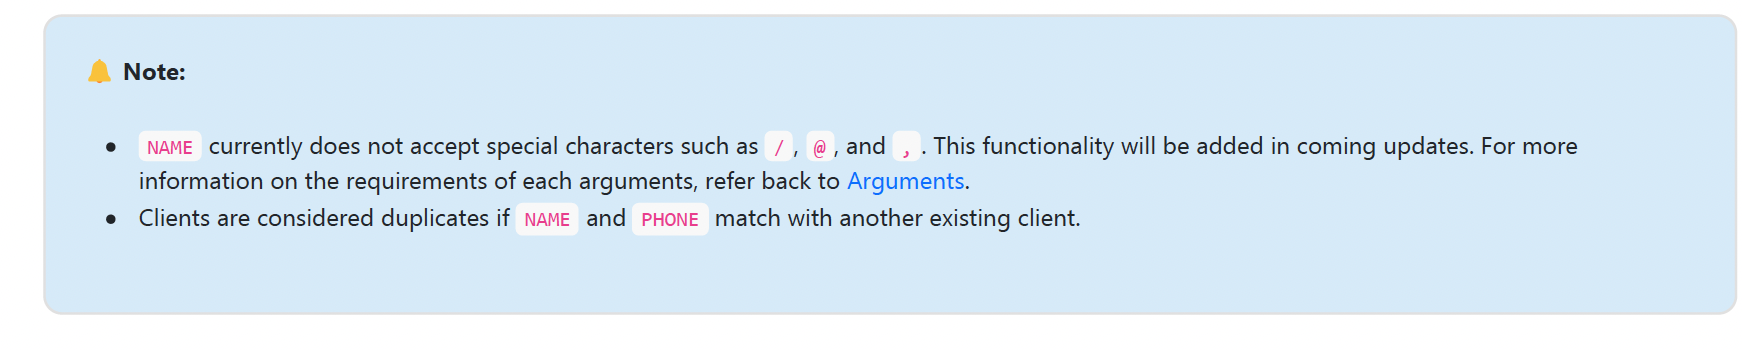 Note:
NAME currently does not accept special characters such as /, @, and ,. This functionality will be added in coming updates. For more
information on the requirements of each arguments, refer back to Arguments.
Clients are considered duplicates if NAME and PHONE match with another existing client.